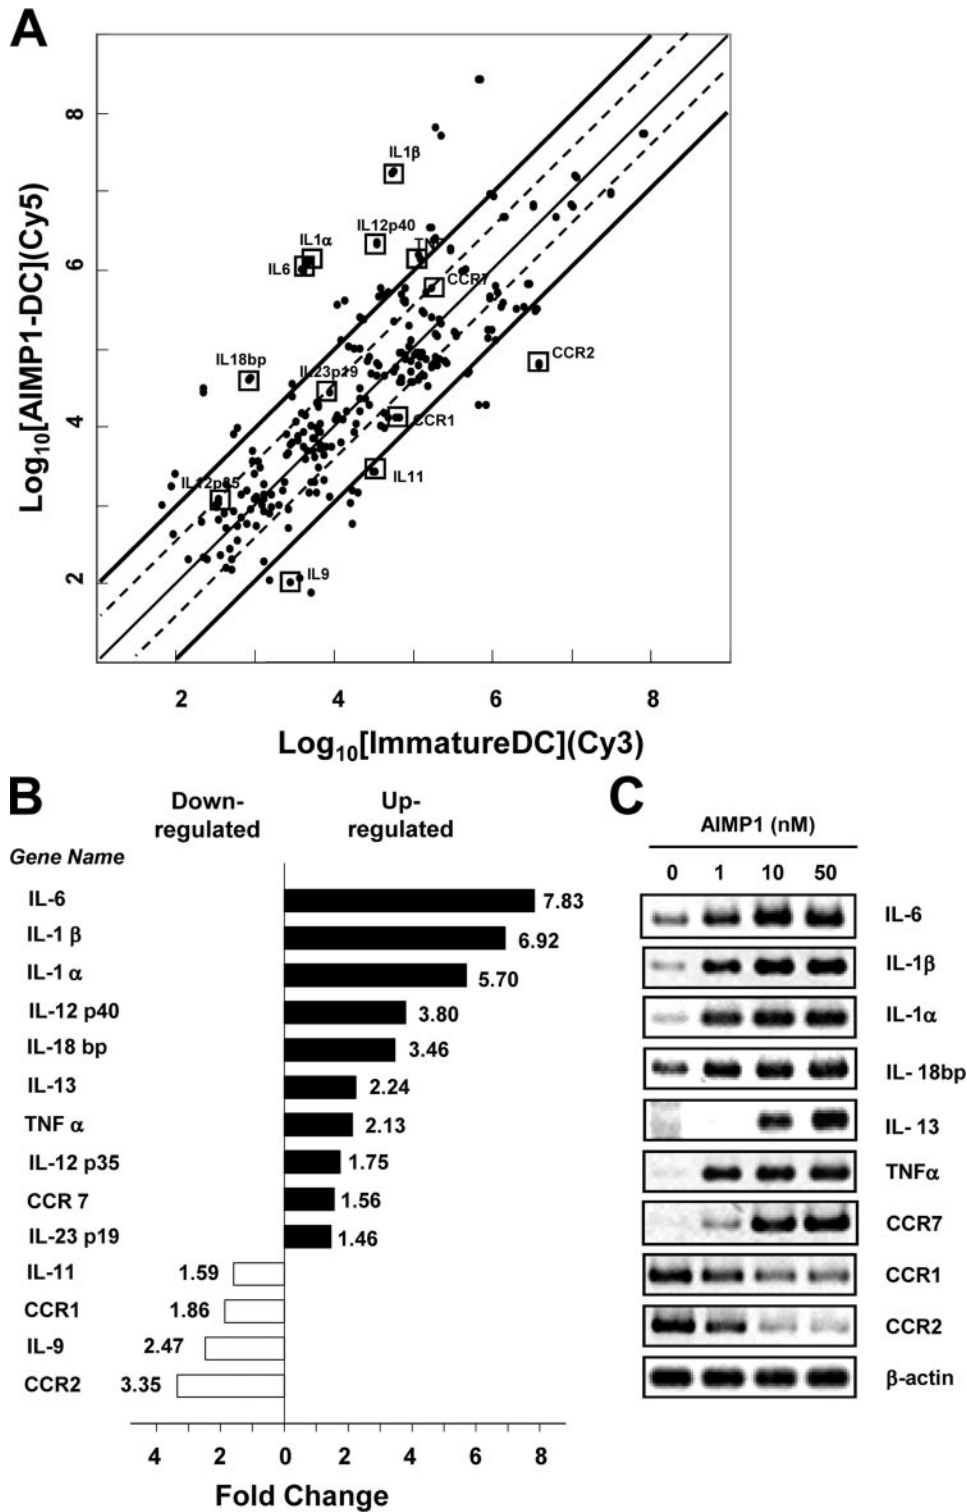 A
Log10[AIMP1-DC](Cy5)
8
6
4
2
IL1β
IL12p40
IL1α
IL6
CCR7
IL18bp
IL23p19
CCR2
CCR1
IL11
IL12p35
IL9
2 4 6 8
Log10[ImmatureDC](Cy3)
B
Down-
regulated
Up-
regulated
Gene Name
IL-6 7.83
IL-1 β 6.92
IL-1 α 5.70
IL-12 p40 3.80
IL-18 bp 3.46
IL-13 2.24
TNF α 2.13
IL-12 p35 1.75
CCR 7 1.56
IL-23 p19 1.46
IL-11 1.59
CCR1 1.86
IL-9 2.47
CCR2 3.35
4 2 0 2 4 6 8
Fold Change
C
AIMP1 (nM)
0 1 10 50
IL-6
IL-1β
IL-1α
IL- 18bp
IL- 13
TNFα
CCR7
CCR1
CCR2
β-actin